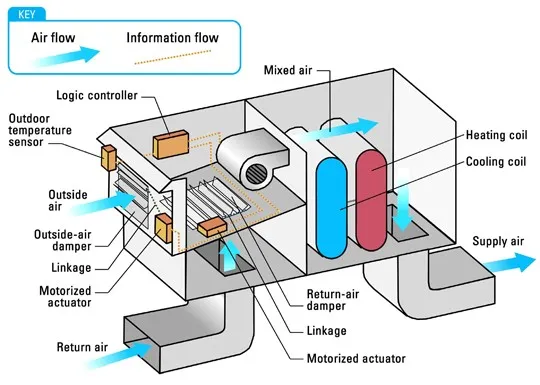 KEY
Air flow
Information flow
Mixed air
Logic controller
Outdoor
temperature
sensor
Heating coil
Cooling coil
Outside
air
Outside-air
damper
Linkage
Motorized
actuator
Supply air
Return-air
damper
Linkage
Return air
Motorized actuator